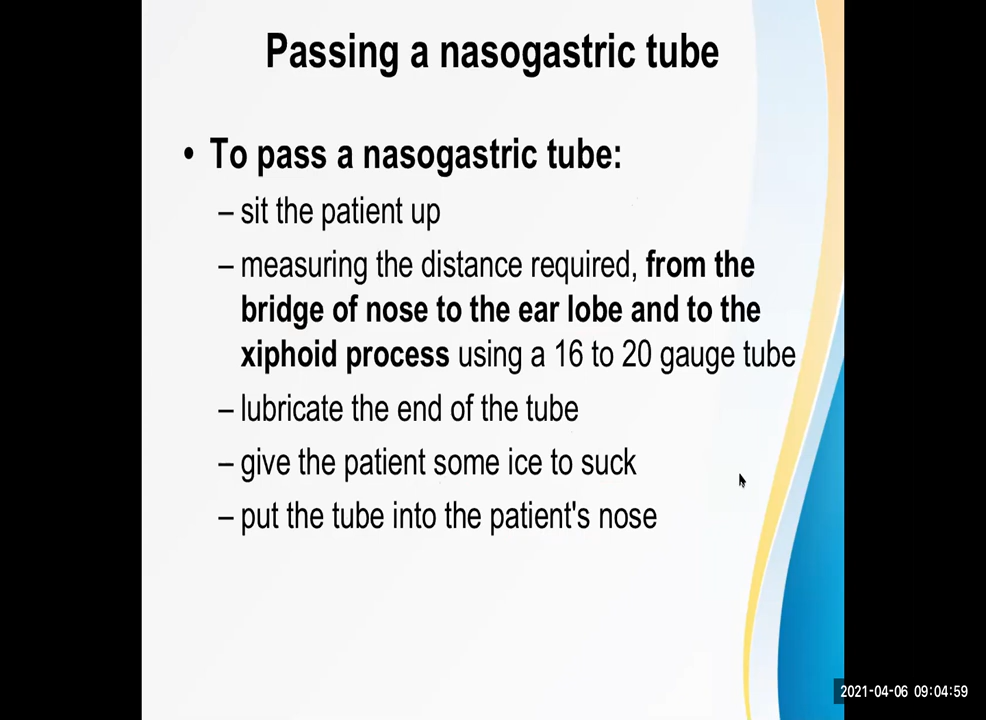 Passing a nasogastric tube
• To pass a nasogastric tube:
– sit the patient up
– measuring the distance required, from the
bridge of nose to the ear lobe and to the
xiphoid process using a 16 to 20 gauge tube
– lubricate the end of the tube
– give the patient some ice to suck
– put the tube into the patient's nose
2021-04-06 09:04:59